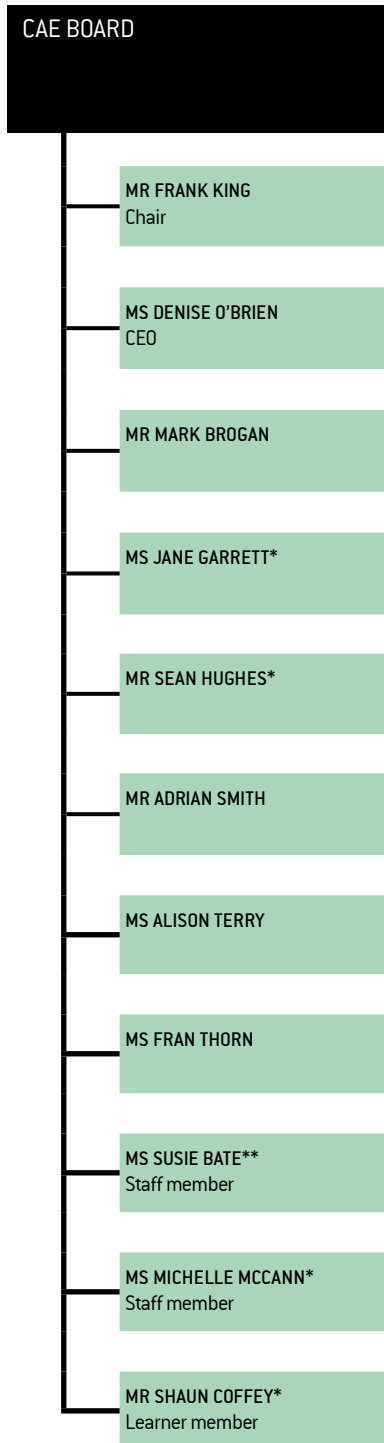 CAE BOARD
MR FRANK KING
Chair
MS DENISE O’BRIEN
CEO
MR MARK BROGAN
MS JANE GARRETT*
MR SEAN HUGHES*
MR ADRIAN SMITH
MS ALISON TERRY
MS FRAN THORN
MS SUSIE BATE**
Staff member
MS MICHELLE MCCANN*
Staff member
MR SHAUN COFFEY*
Learner member